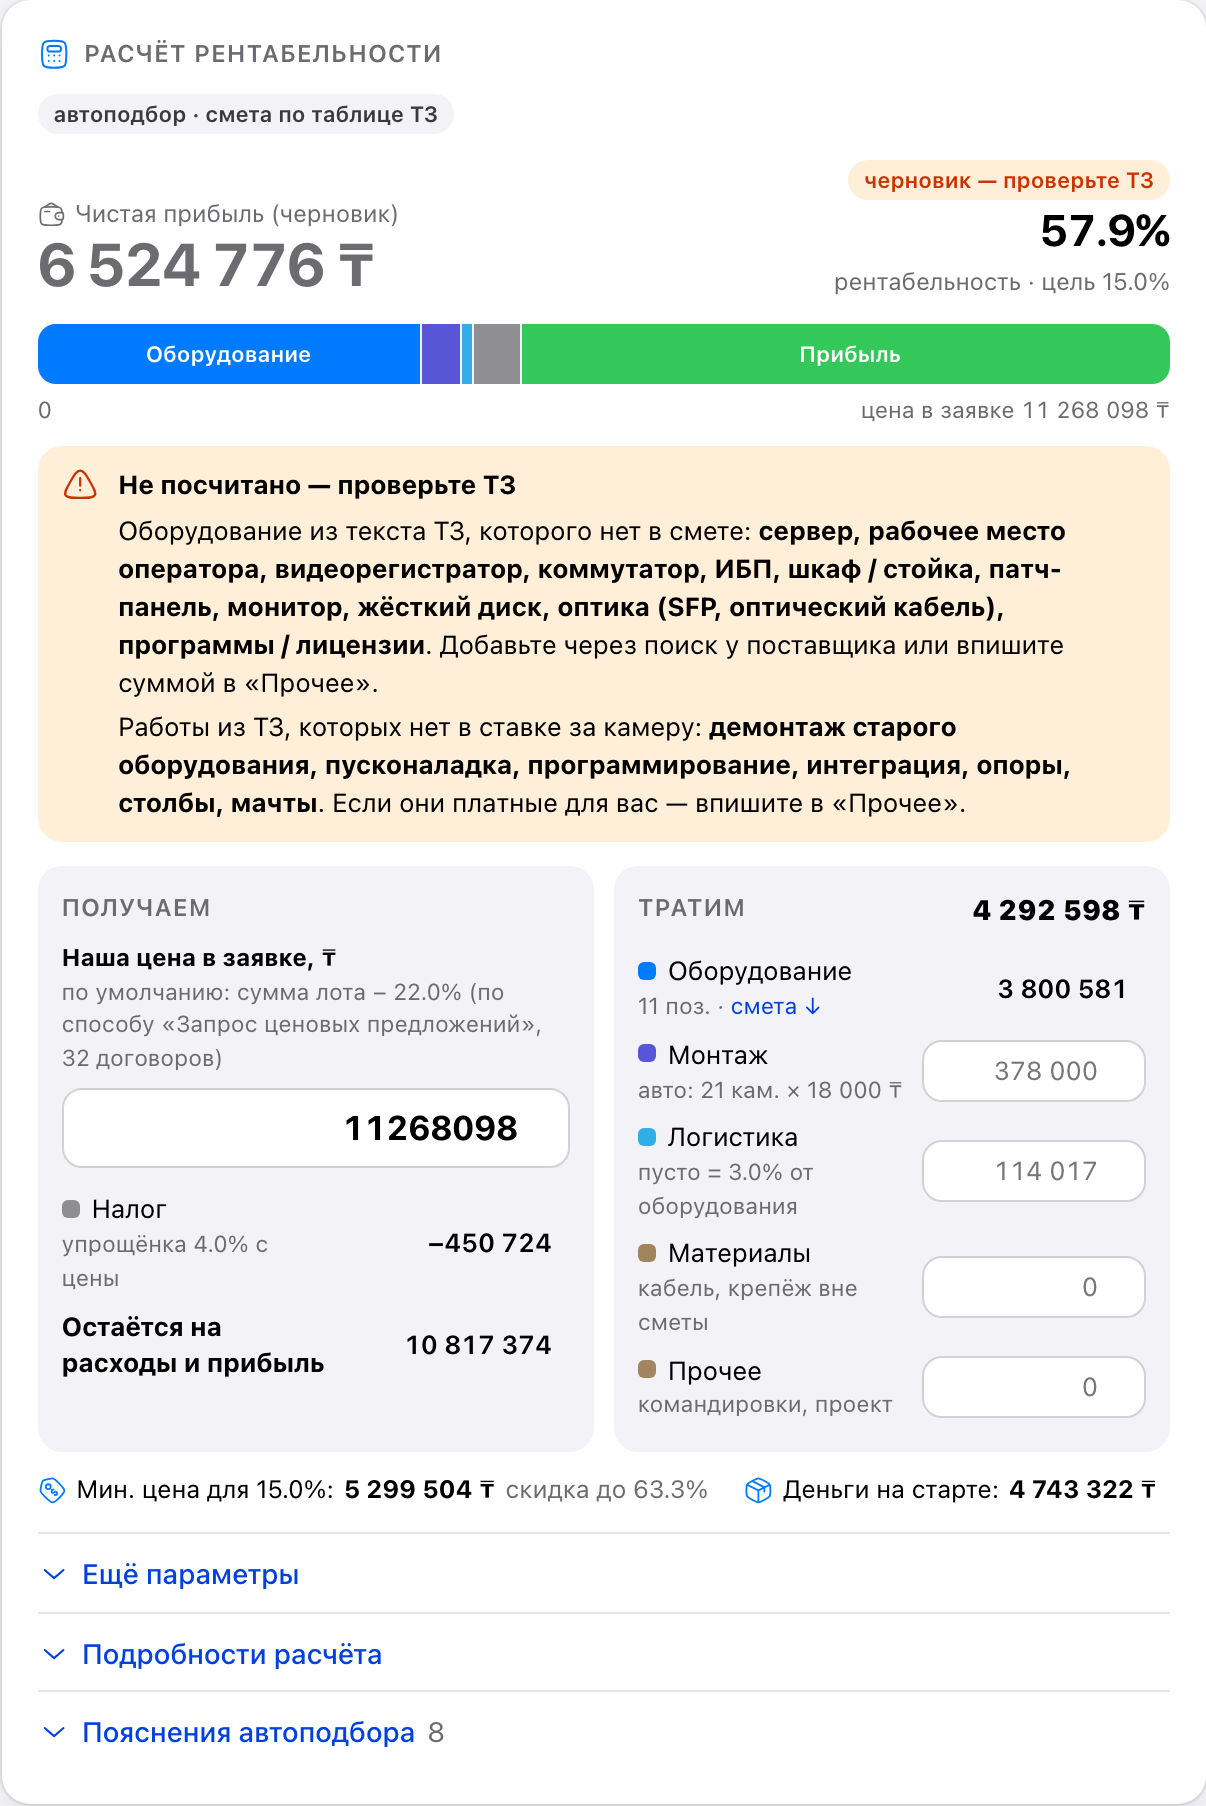 РАСЧЁТ РЕНТАБЕЛЬНОСТИ
автоподбор · смета по таблице ТЗ
черновик — проверьте ТЗ
Чистая прибыль (черновик)
6 524 776 ₸
57.9%
рентабельность · цель 15.0%
Оборудование
Прибыль
0
цена в заявке 11 268 098 ₸
Не посчитано — проверьте ТЗ
Оборудование из текста ТЗ, которого нет в смете: сервер, рабочее место
оператора, видеорегистратор, коммутатор, ИБП, шкаф / стойка, патч-
панель, монитор, жёсткий диск, оптика (SFP, оптический кабель),
программы / лицензии. Добавьте через поиск у поставщика или впишите
суммой в «Прочее».
Работы из ТЗ, которых нет в ставке за камеру: демонтаж старого
оборудования, пусконаладка, программирование, интеграция, опоры,
столбы, мачты. Если они платные для вас — впишите в «Прочее».
ПОЛУЧАЕМ
Наша цена в заявке, ₸
по умолчанию: сумма лота − 22.0% (по
способу «Запрос ценовых предложений»,
32 договоров)
11268098
Налог
упрощёнка 4.0% с
цены
−450 724
Остаётся на
расходы и прибыль
10 817 374
ТРАТИМ
4 292 598 ₸
Оборудование
11 поз. · смета ↓
3 800 581
Монтаж
авто: 21 кам. × 18 000 ₸
378 000
Логистика
пусто = 3.0% от
оборудования
114 017
Материалы
кабель, крепёж вне
сметы
0
Прочее
командировки, проект
0
Мин. цена для 15.0%: 5 299 504 ₸ скидка до 63.3%
Деньги на старте: 4 743 322 ₸
Ещё параметры
Подробности расчёта
Пояснения автоподбора 8